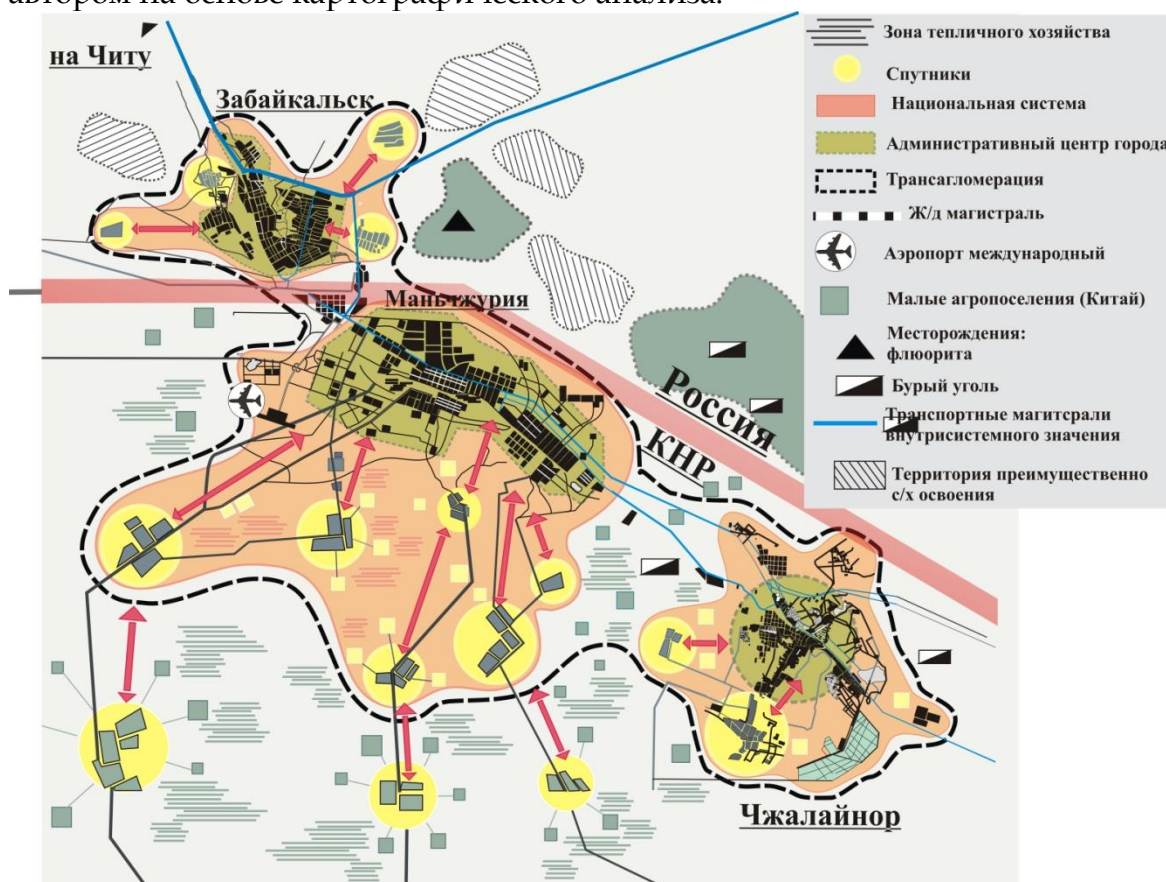 автором на основе картографического анализа.
на Читу
Забайкальск
Маньчжурия
Россия
КНР
Чжалайнор
Зона тепличного хозяйства
Спутники
Национальная система
Административный центр города
Трансагломерация
Ж/д магистраль
Аэропорт международный
Малые агропоселения (Китай)
Месторождения:
флюорита
Бурый уголь
Транспортные магитсрали
внутрисистемного значения
Территория преимущественно
с/х освоения